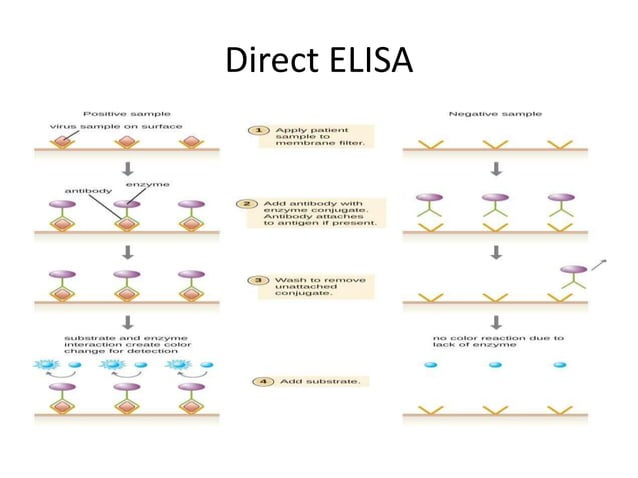 Direct ELISA
Positive sample
Negative sample
virus sample on surface
1 Apply patient
sample to
membrane filter.
antibody
enzyme
2 Add antibody with
enzyme conjugate.
Antibody attaches
to antigen if present.
3 Wash to remove
unattached
conjugate.
substrate and enzyme
interaction create color
change for detection
no color reaction due to
lack of enzyme
4 Add substrate.